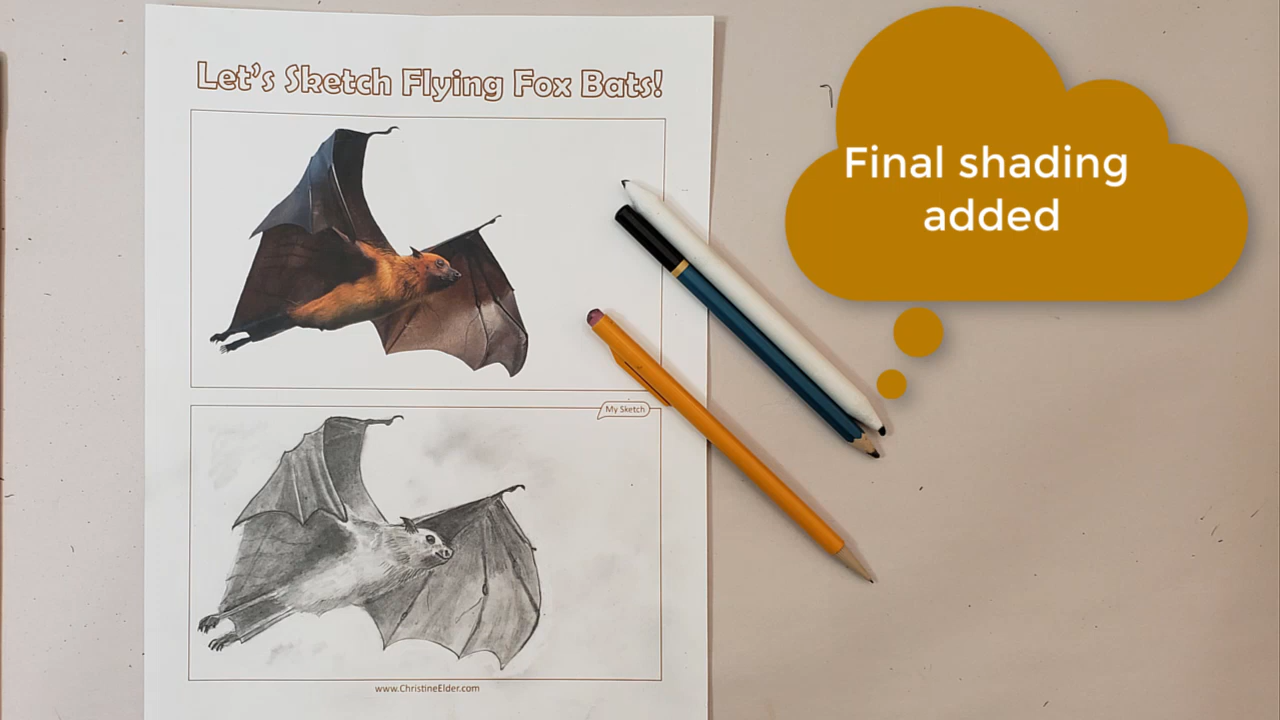 Let's Sketch Flying Fox Bats!
Final shading
added
My Sketch
www.ChristineElder.com